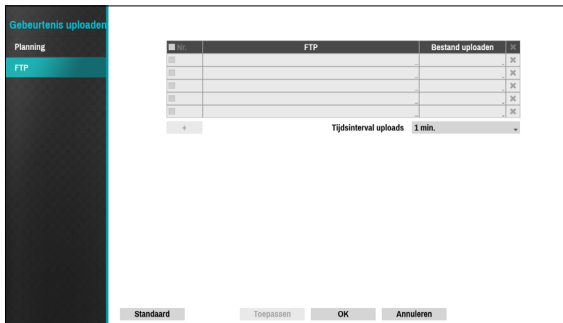 Gebeurtenis uploaden
Planning
FTP
Nr. FTP Bestand uploaden
+ Tijdsinterval uploads 1 min.
Standaard Toepassen OK Annuleren